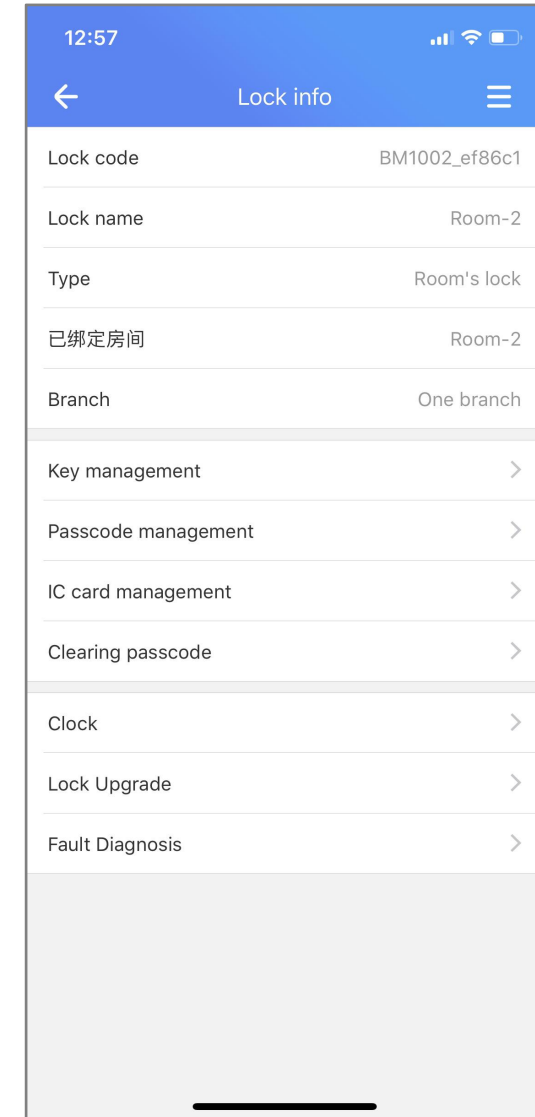 12:57
Lock info
Lock code BM1002_ef86c1
Lock name Room-2
Type Room's lock
已绑定房间 Room-2
Branch One branch
Key management
Passcode management
IC card management
Clearing passcode
Clock
Lock Upgrade
Fault Diagnosis